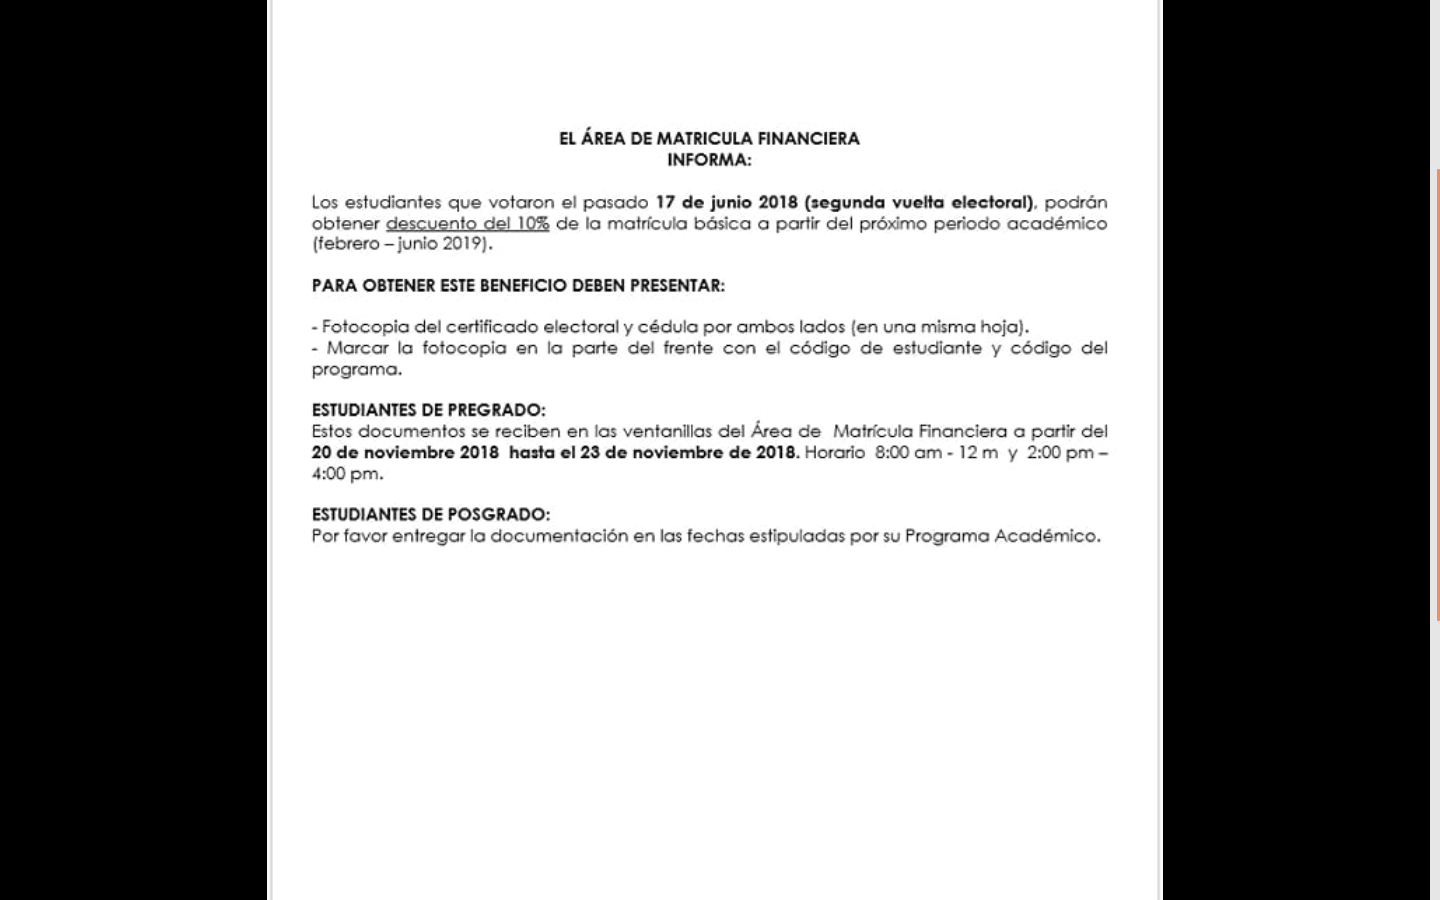 EL ÁREA DE MATRICULA FINANCIERA
INFORMA:
Los estudiantes que votaron el pasado 17 de junio 2018 (segunda vuelta electoral), podrán
obtener descuento del 10% de la matrícula básica a partir del próximo periodo académico
(febrero – junio 2019).
PARA OBTENER ESTE BENEFICIO DEBEN PRESENTAR:
- Fotocopia del certificado electoral y cédula por ambos lados (en una misma hoja).
- Marcar la fotocopia en la parte del frente con el código de estudiante y código del
programa.
ESTUDIANTES DE PREGRADO:
Estos documentos se reciben en las ventanillas del Área de Matrícula Financiera a partir del
20 de noviembre 2018 hasta el 23 de noviembre de 2018. Horario 8:00 am - 12 m y 2:00 pm –
4:00 pm.
ESTUDIANTES DE POSGRADO:
Por favor entregar la documentación en las fechas estipuladas por su Programa Académico.